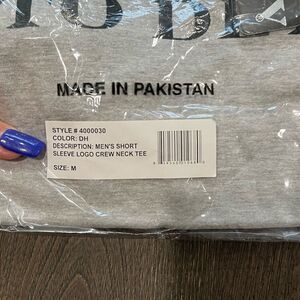 MADE IN PAKISTAN
STYLE # 4000030
COLOR: DH
DESCRIPTION: MEN'S SHORT
SLEEVE LOGO CREW NECK TEE
SIZE: M